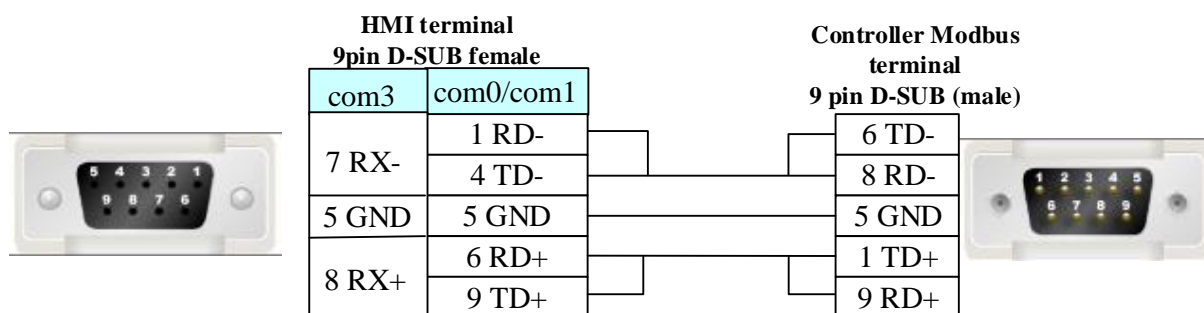 HMI terminal
9pin D-SUB female
Controller Modbus
terminal
9 pin D-SUB (male)
com3 com0/com1
7 RX-
1 RD-
4 TD-
5 GND 5 GND
8 RX+
6 RD+
9 TD+
6 TD-
8 RD-
5 GND
1 TD+
9 RD+
5 4 3 2 1
9 8 7 6
1 2 3 4 5
6 7 8 9